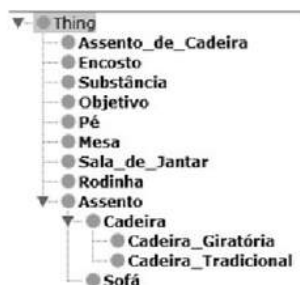 Thing
Assento_de_Cadeira
Encosto
Substância
Objetivo
Pé
Mesa
Sala_de_Jantar
Rodinha
Assento
Cadeira
Cadeira_Giratória
Cadeira_Tradicional
Sofá